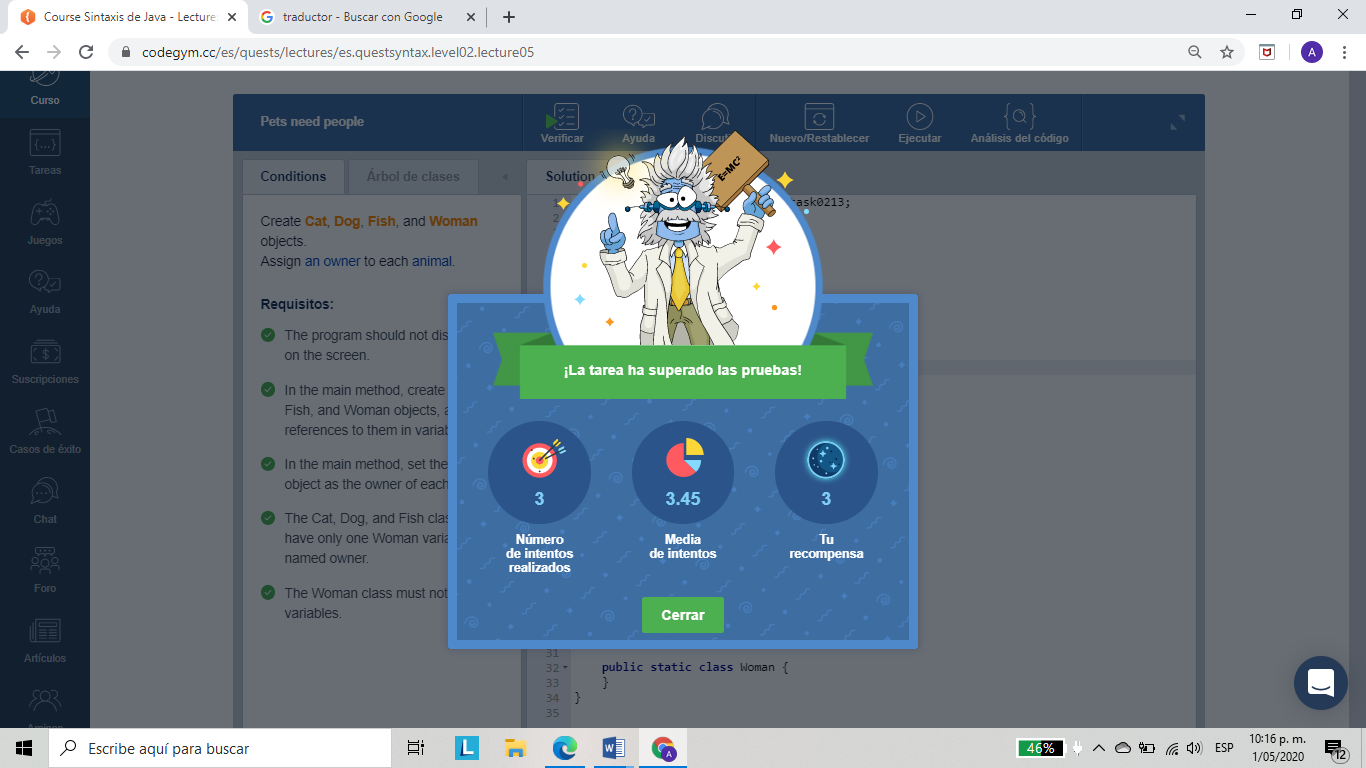 Course Sintaxis de Java - Lecture
traductor - Buscar con Google
codegym.cc/es/quests/lectures/es.questsyntax.level02.lecture05
A
Curso
Tareas
Juegos
Ayuda
Suscripciones
Casos de éxito
Chat
Foro
Artículos
Pets need people
Verificar
Ayuda
Nuevo/Restablecer
Ejecutar
Análisis del código
Conditions
Árbol de clases
Solution
E=MC²
task0213;
Create Cat, Dog, Fish, and Woman
objects.
Assign an owner to each animal.
Requisitos:
The program should not
on the screen.
In the main method, create
Fish, and Woman objects,
references to them in
In the main method, set the
object as the owner of each
The Cat, Dog, and Fish
have only one Woman
named owner.
The Woman class must not
variables.
¡La tarea ha superado las pruebas!
3
Número
de intentos
realizados
3.45
Media
de intentos
3
Tu
recompensa
Cerrar
31
32 public static class Woman {
33 }
34 }
35
Escribe aquí para buscar
L
A
46%
ESP
10:16 p. m.
1/05/2020
12